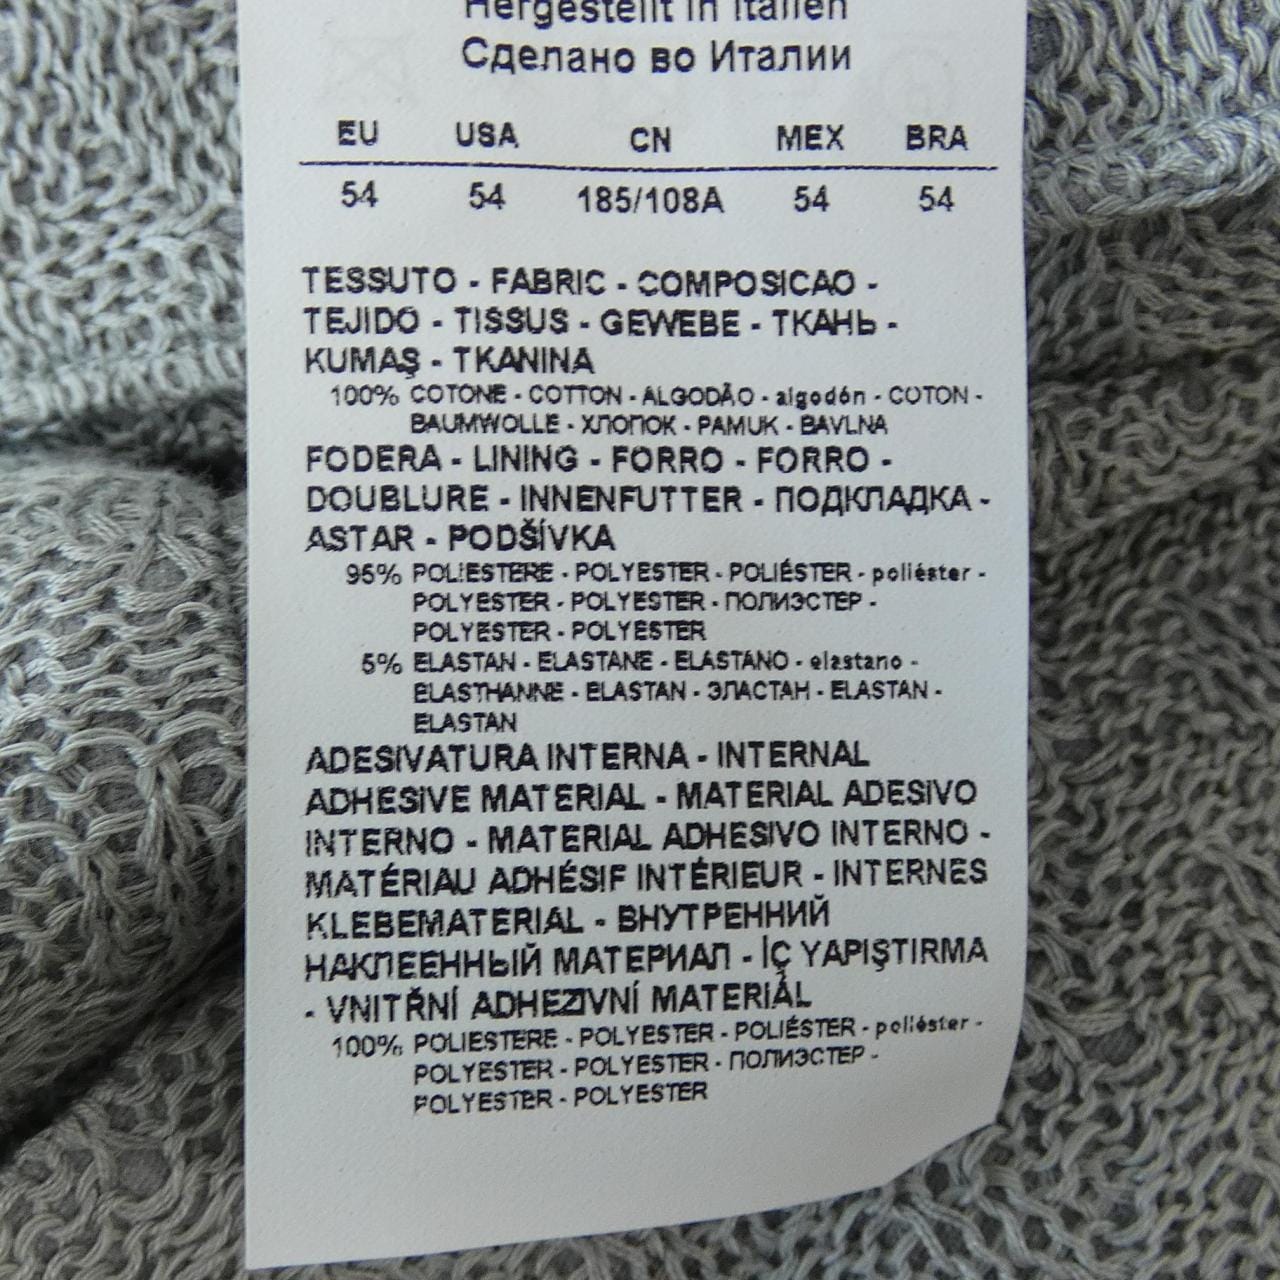 Hergestellt in Italien
Сделано во Италии
EU USA CN MEX BRA
54 54 185/108A 54 54
TESSUTO - FABRIC - COMPOSICAO -
TEJIDO - TISSUS - GEWEBE - ТКАНЬ -
KUMAŞ - TKANINA
100% COTONE - COTTON - ALGODÃO - algodón - COTON -
BAUMWOLLE - ХЛОПОК - PAMUK - BAVLNA
FODERA - LINING - FORRO - FORRO -
DOUBLURE - INNENFUTTER - ПОДКЛАДКА -
ASTAR - PODŠÍVKA
95% POLIESTERE - POLYESTER - POLIÉSTER - poliéster -
POLYESTER - POLYESTER - ПОЛИЭСТЕР -
POLYESTER - POLYESTER
5% ELASTAN - ELASTANE - ELASTANO - elastano -
ELASTHANNE - ELASTAN - ЭЛАСТАН - ELASTAN -
ELASTAN
ADESIVATURA INTERNA - INTERNAL
ADHESIVE MATERIAL - MATERIAL ADESIVO
INTERNO - MATERIAL ADHESIVO INTERNO -
MATÉRIAU ADHÉSIF INTÉRIEUR - INTERNES
KLEBEMATERIAL - ВНУТРЕННИЙ
НАКЛЕЕННЫЙ МАТЕРИАЛ - İÇ YAPIŞTIRMA
- VNITŘNÍ ADHEZIVNÍ MATERIÁL
100% POLIESTERE - POLYESTER - POLIÉSTER - poliéster -
POLYESTER - POLYESTER - ПОЛИЭСТЕР -
POLYESTER - POLYESTER